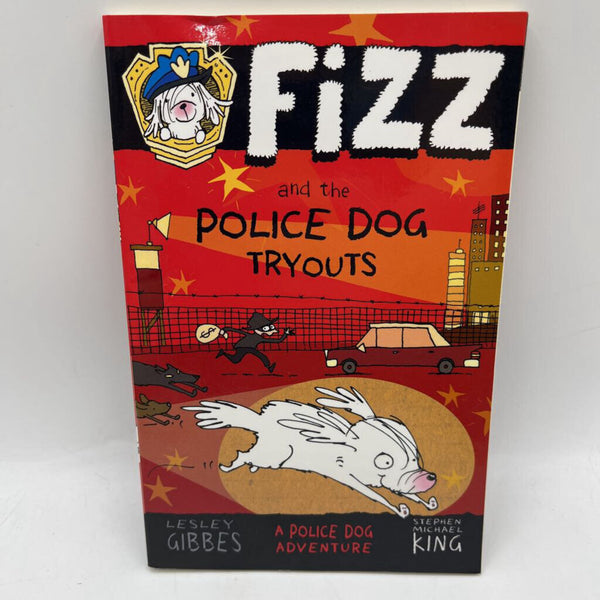 FiZZ
and the
POLICE DOG
TRYOUTS
$
LESLEY
GIBBES
A POLICE DOG
ADVENTURE
STEPHEN
MICHAEL
KING